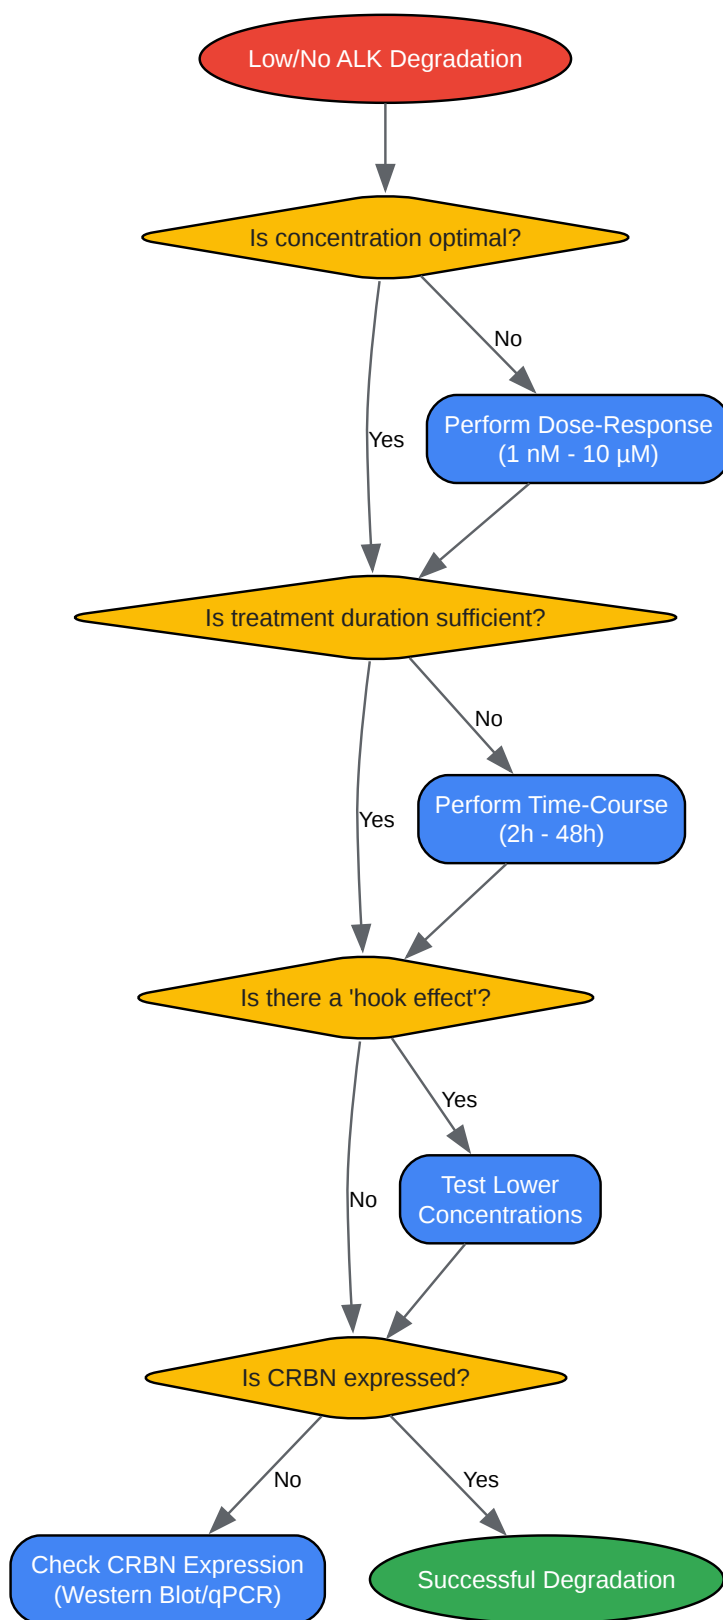 Low/No ALK Degradation
Is concentration optimal?
No
Perform Dose-Response
(1 nM - 10 µM)
Yes
Is treatment duration sufficient?
No
Perform Time-Course
(2h - 48h)
Yes
Is there a 'hook effect'?
Yes
Test Lower
Concentrations
No
Is CRBN expressed?
No
Yes
Check CRBN Expression
(Western Blot/qPCR)
Successful Degradation